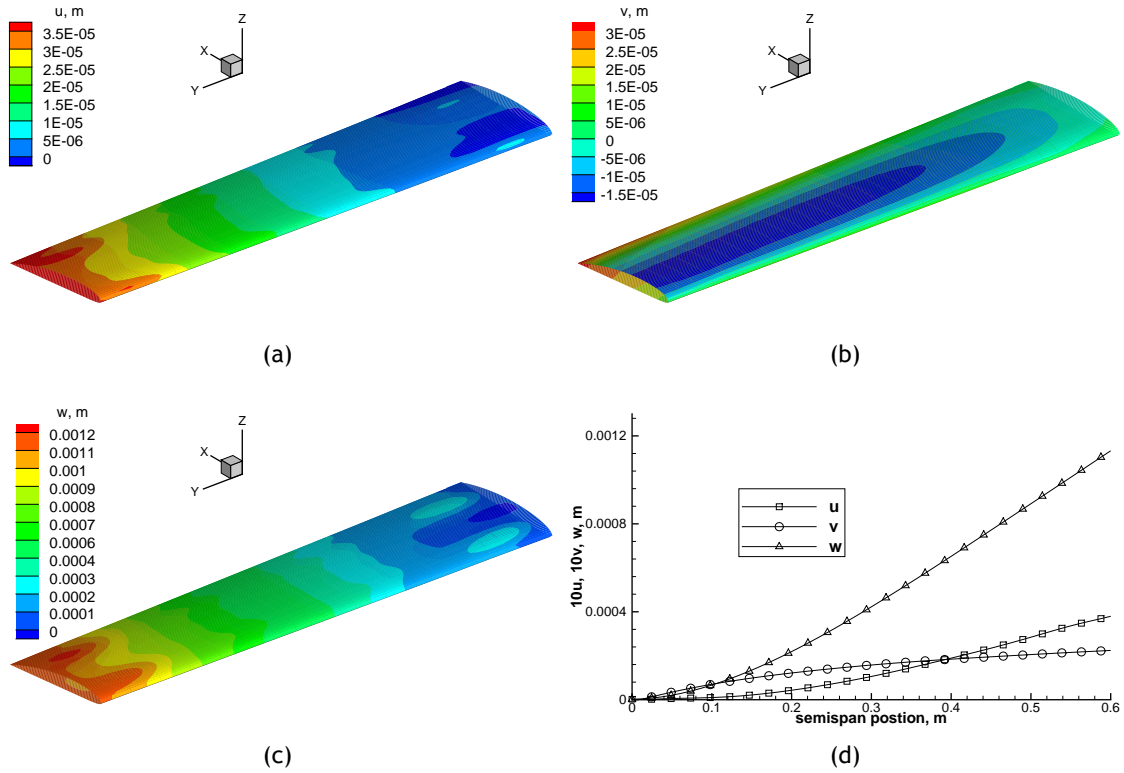 u, m
3.5E-05
3E-05
2.5E-05
2E-05
1.5E-05
1E-05
5E-06
0
X
Y
Z
(a)
v, m
3E-05
2.5E-05
2E-05
1.5E-05
1E-05
5E-06
0
-5E-06
-1E-05
-1.5E-05
X
Y
Z
(b)
w, m
0.0012
0.0011
0.001
0.0009
0.0008
0.0007
0.0006
0.0005
0.0004
0.0003
0.0002
0.0001
0
X
Y
Z
(c)
10u, 10v, w, m
0.0012
0.0008
0.0004
0
u
v
w
0 0.1 0.2 0.3 0.4 0.5 0.6
semispan postion, m
(d)